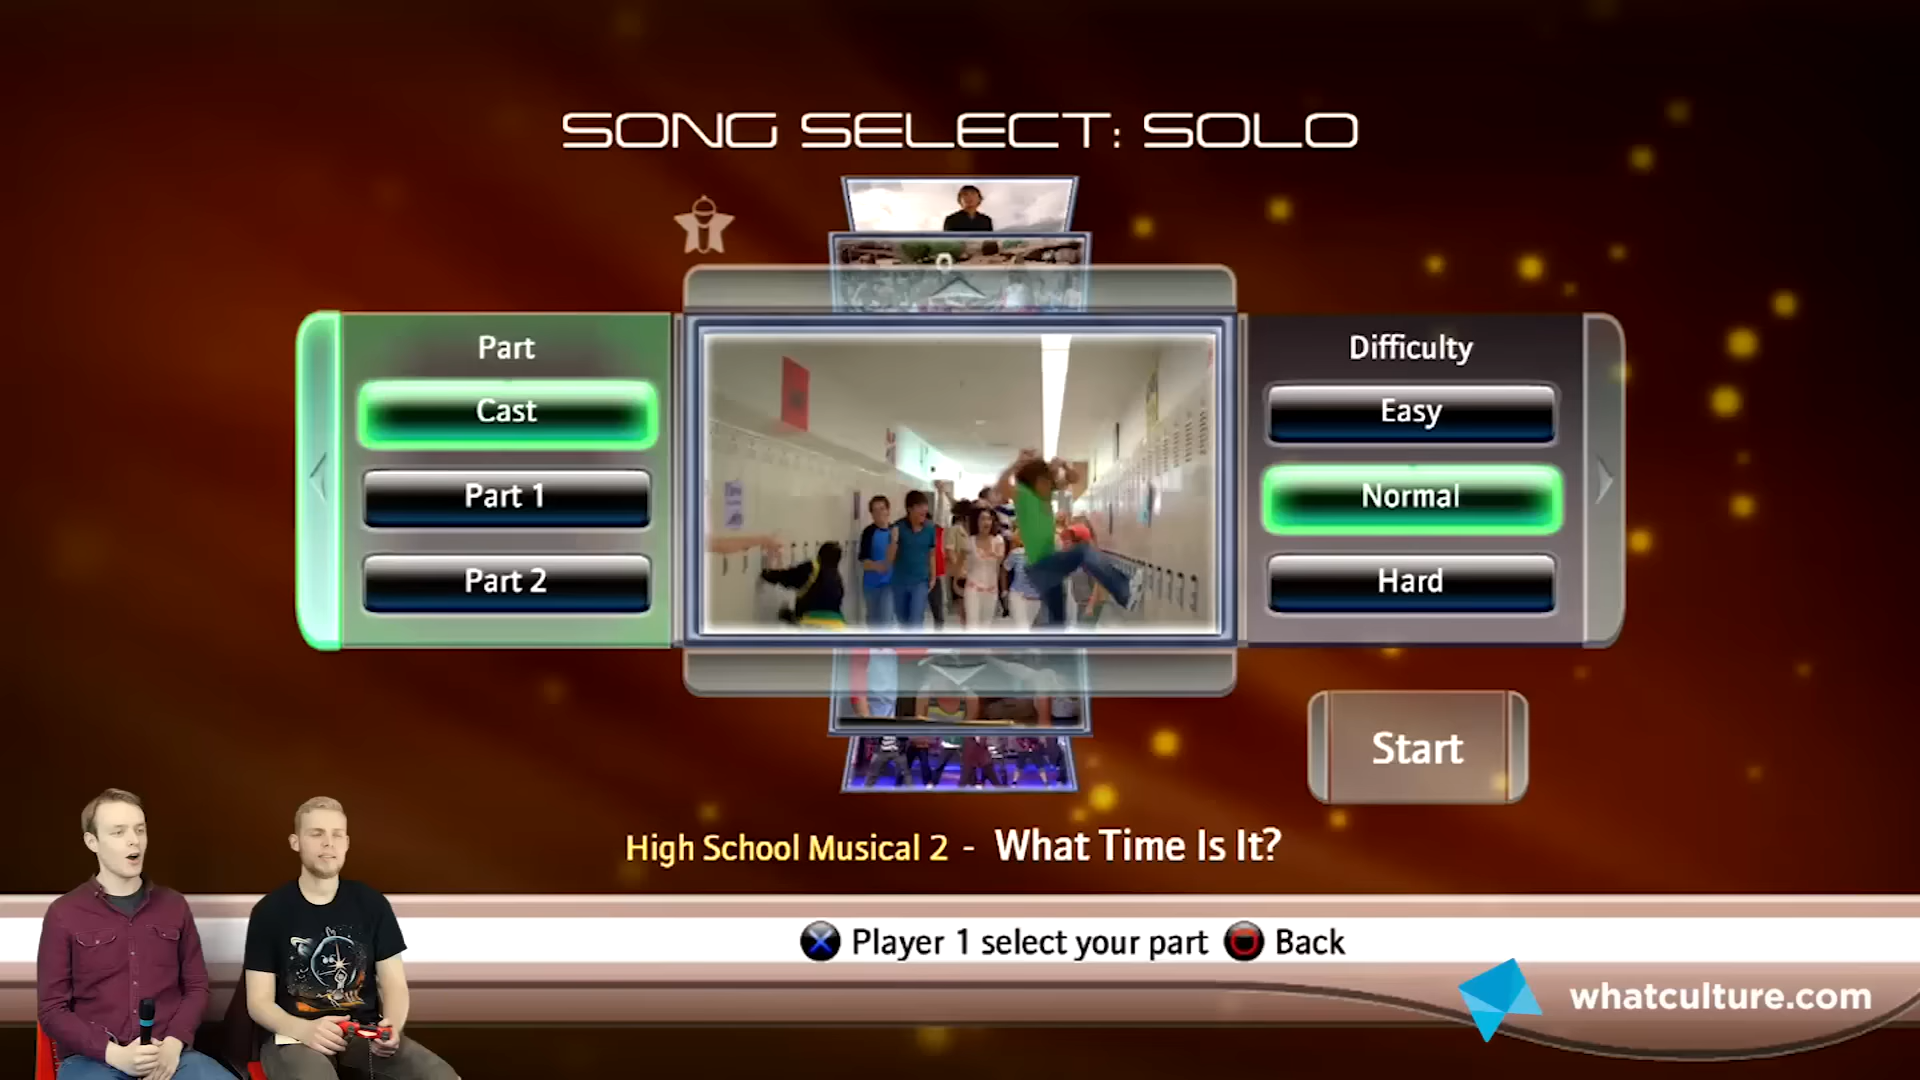 SONG SELECT: SOLO
Part
Cast
Part 1
Part 2
Difficulty
Easy
Normal
Hard
Start
High School Musical 2 - What Time Is It?
Player 1 select your part Back
whatculture.com